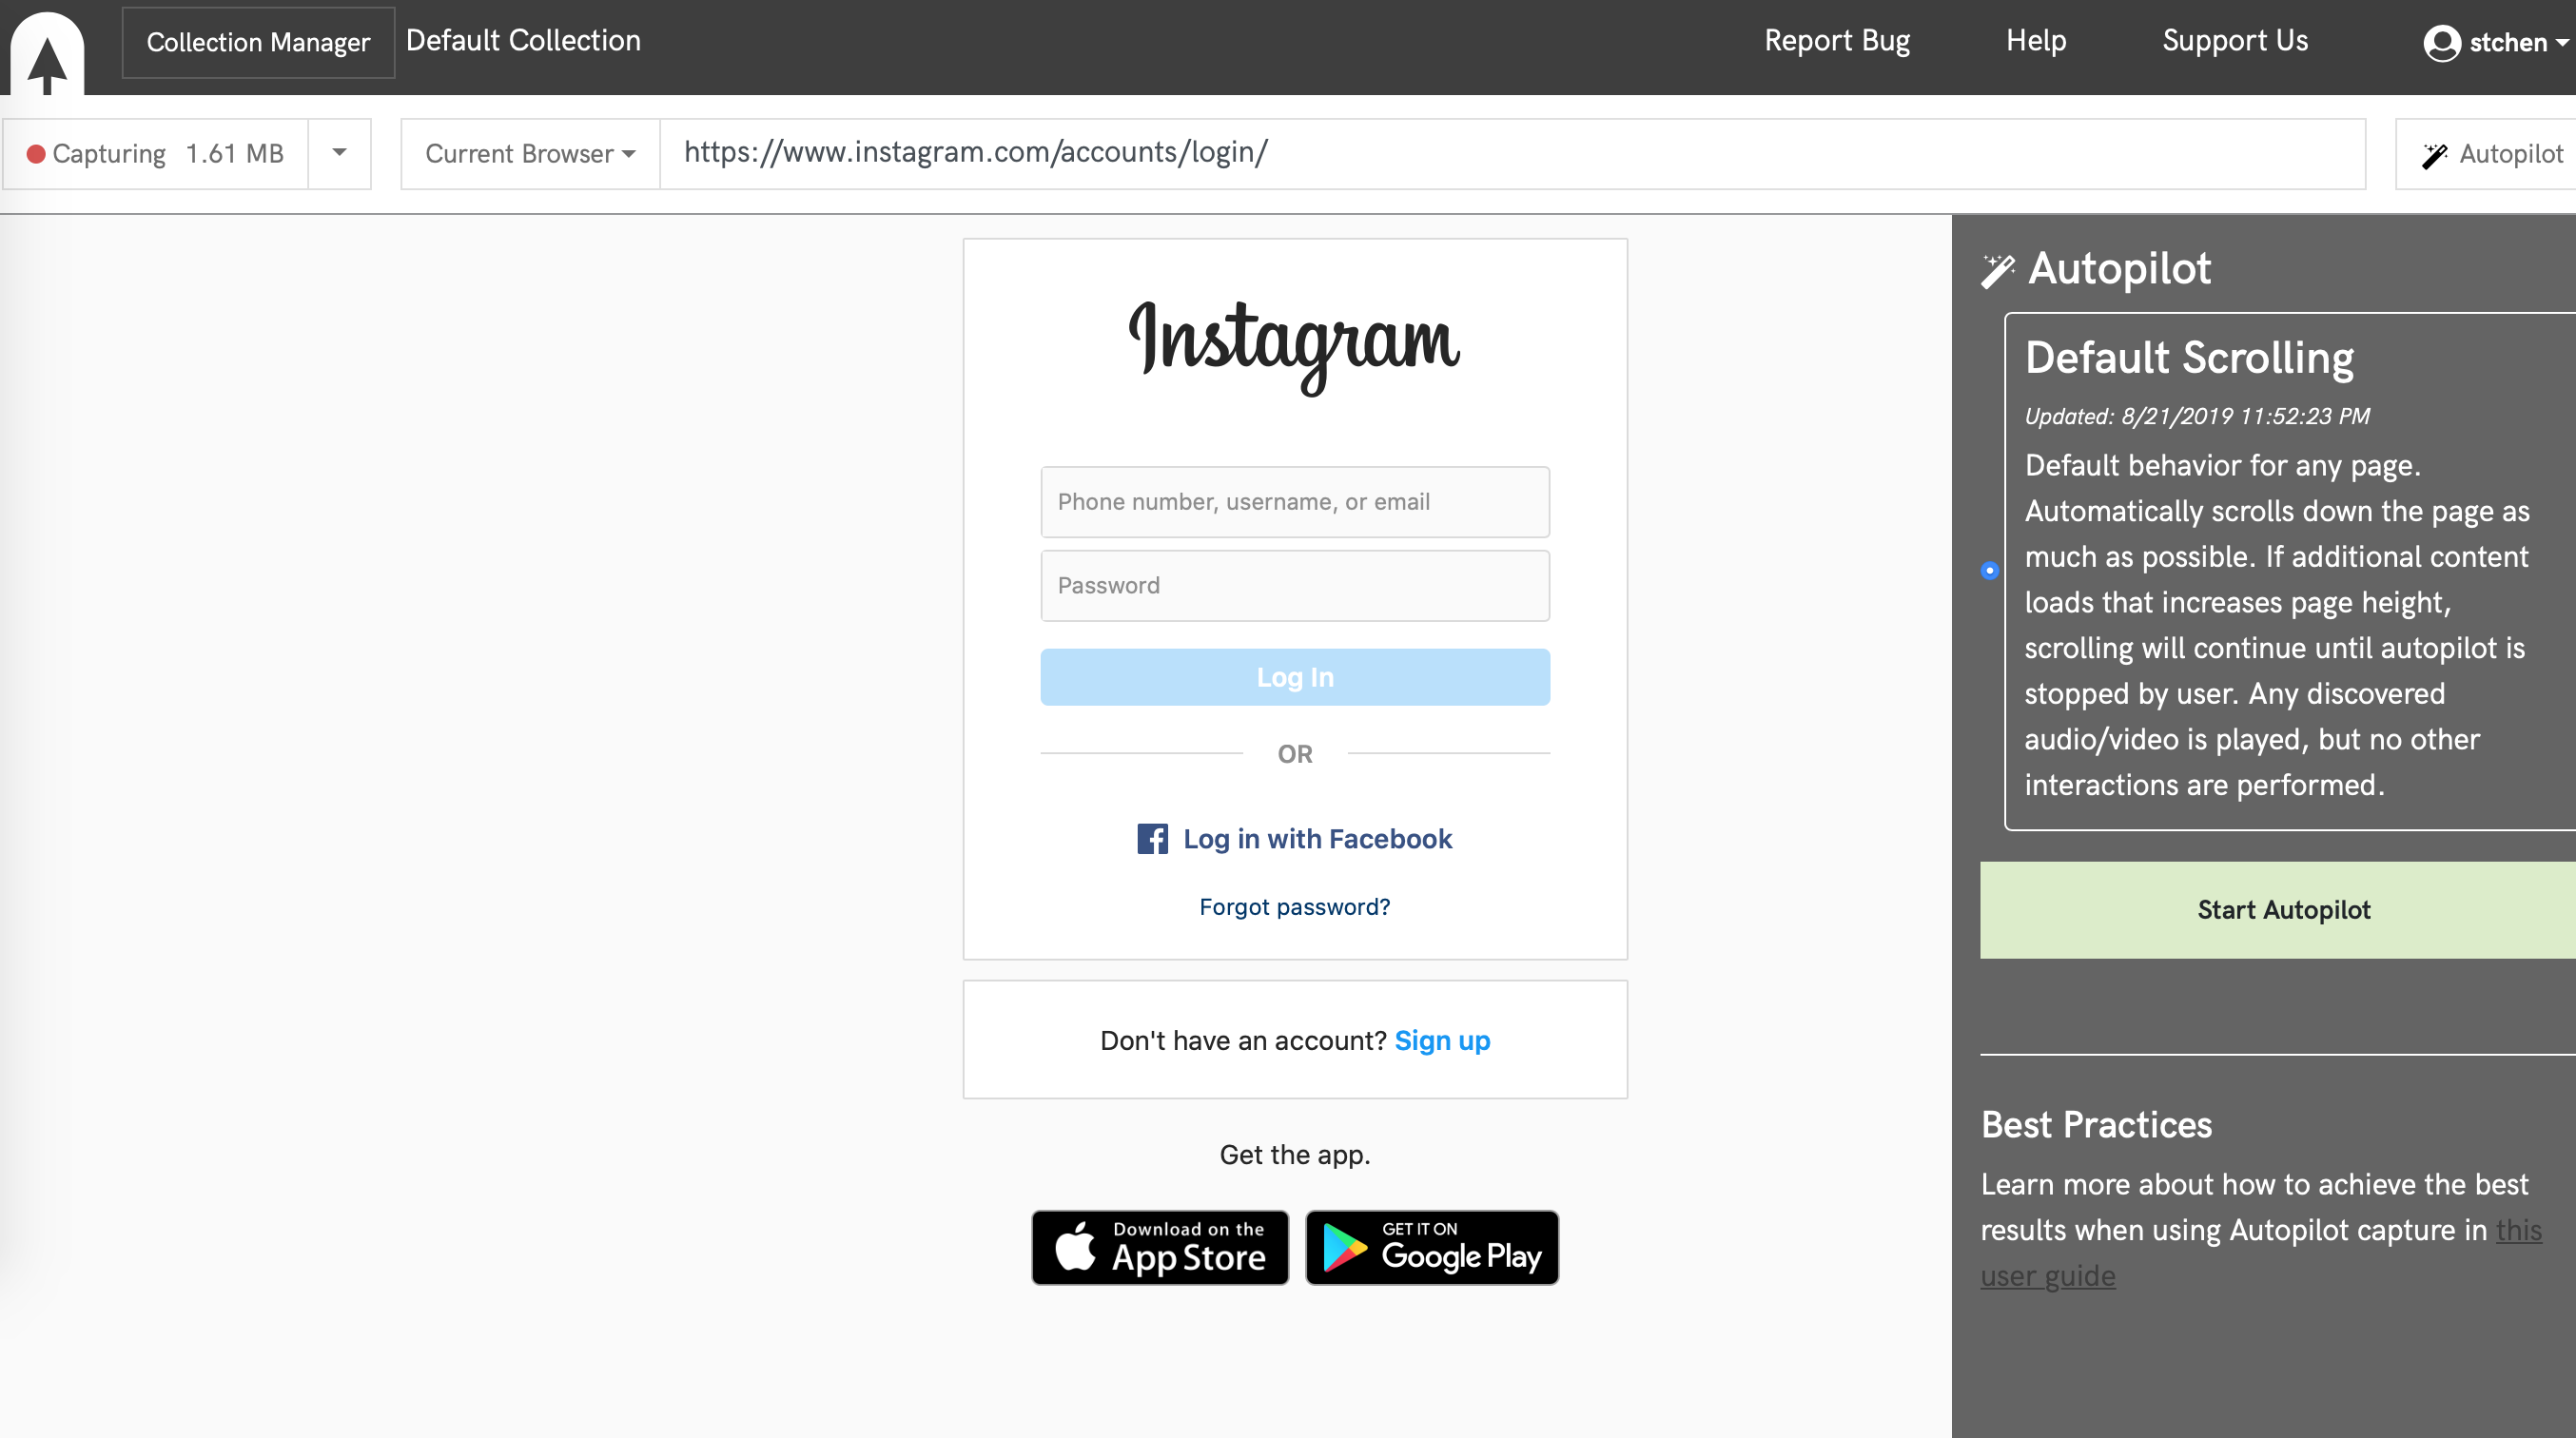 Collection Manager Default Collection Report Bug Help Support Us stchen
Capturing 1.61 MB Current Browser https://www.instagram.com/accounts/login/ Autopilot
Instagram
Phone number, username, or email
Password
Log In
OR
Log in with Facebook
Forgot password?
Don't have an account? Sign up
Get the app.
Download on the
App Store
GET IT ON
Google Play
Autopilot
Default Scrolling
Updated: 8/21/2019 11:52:23 PM
Default behavior for any page.
Automatically scrolls down the page as
much as possible. If additional content
loads that increases page height,
scrolling will continue until autopilot is
stopped by user. Any discovered
audio/video is played, but no other
interactions are performed.
Start Autopilot
Best Practices
Learn more about how to achieve the best
results when using Autopilot capture in this
user guide